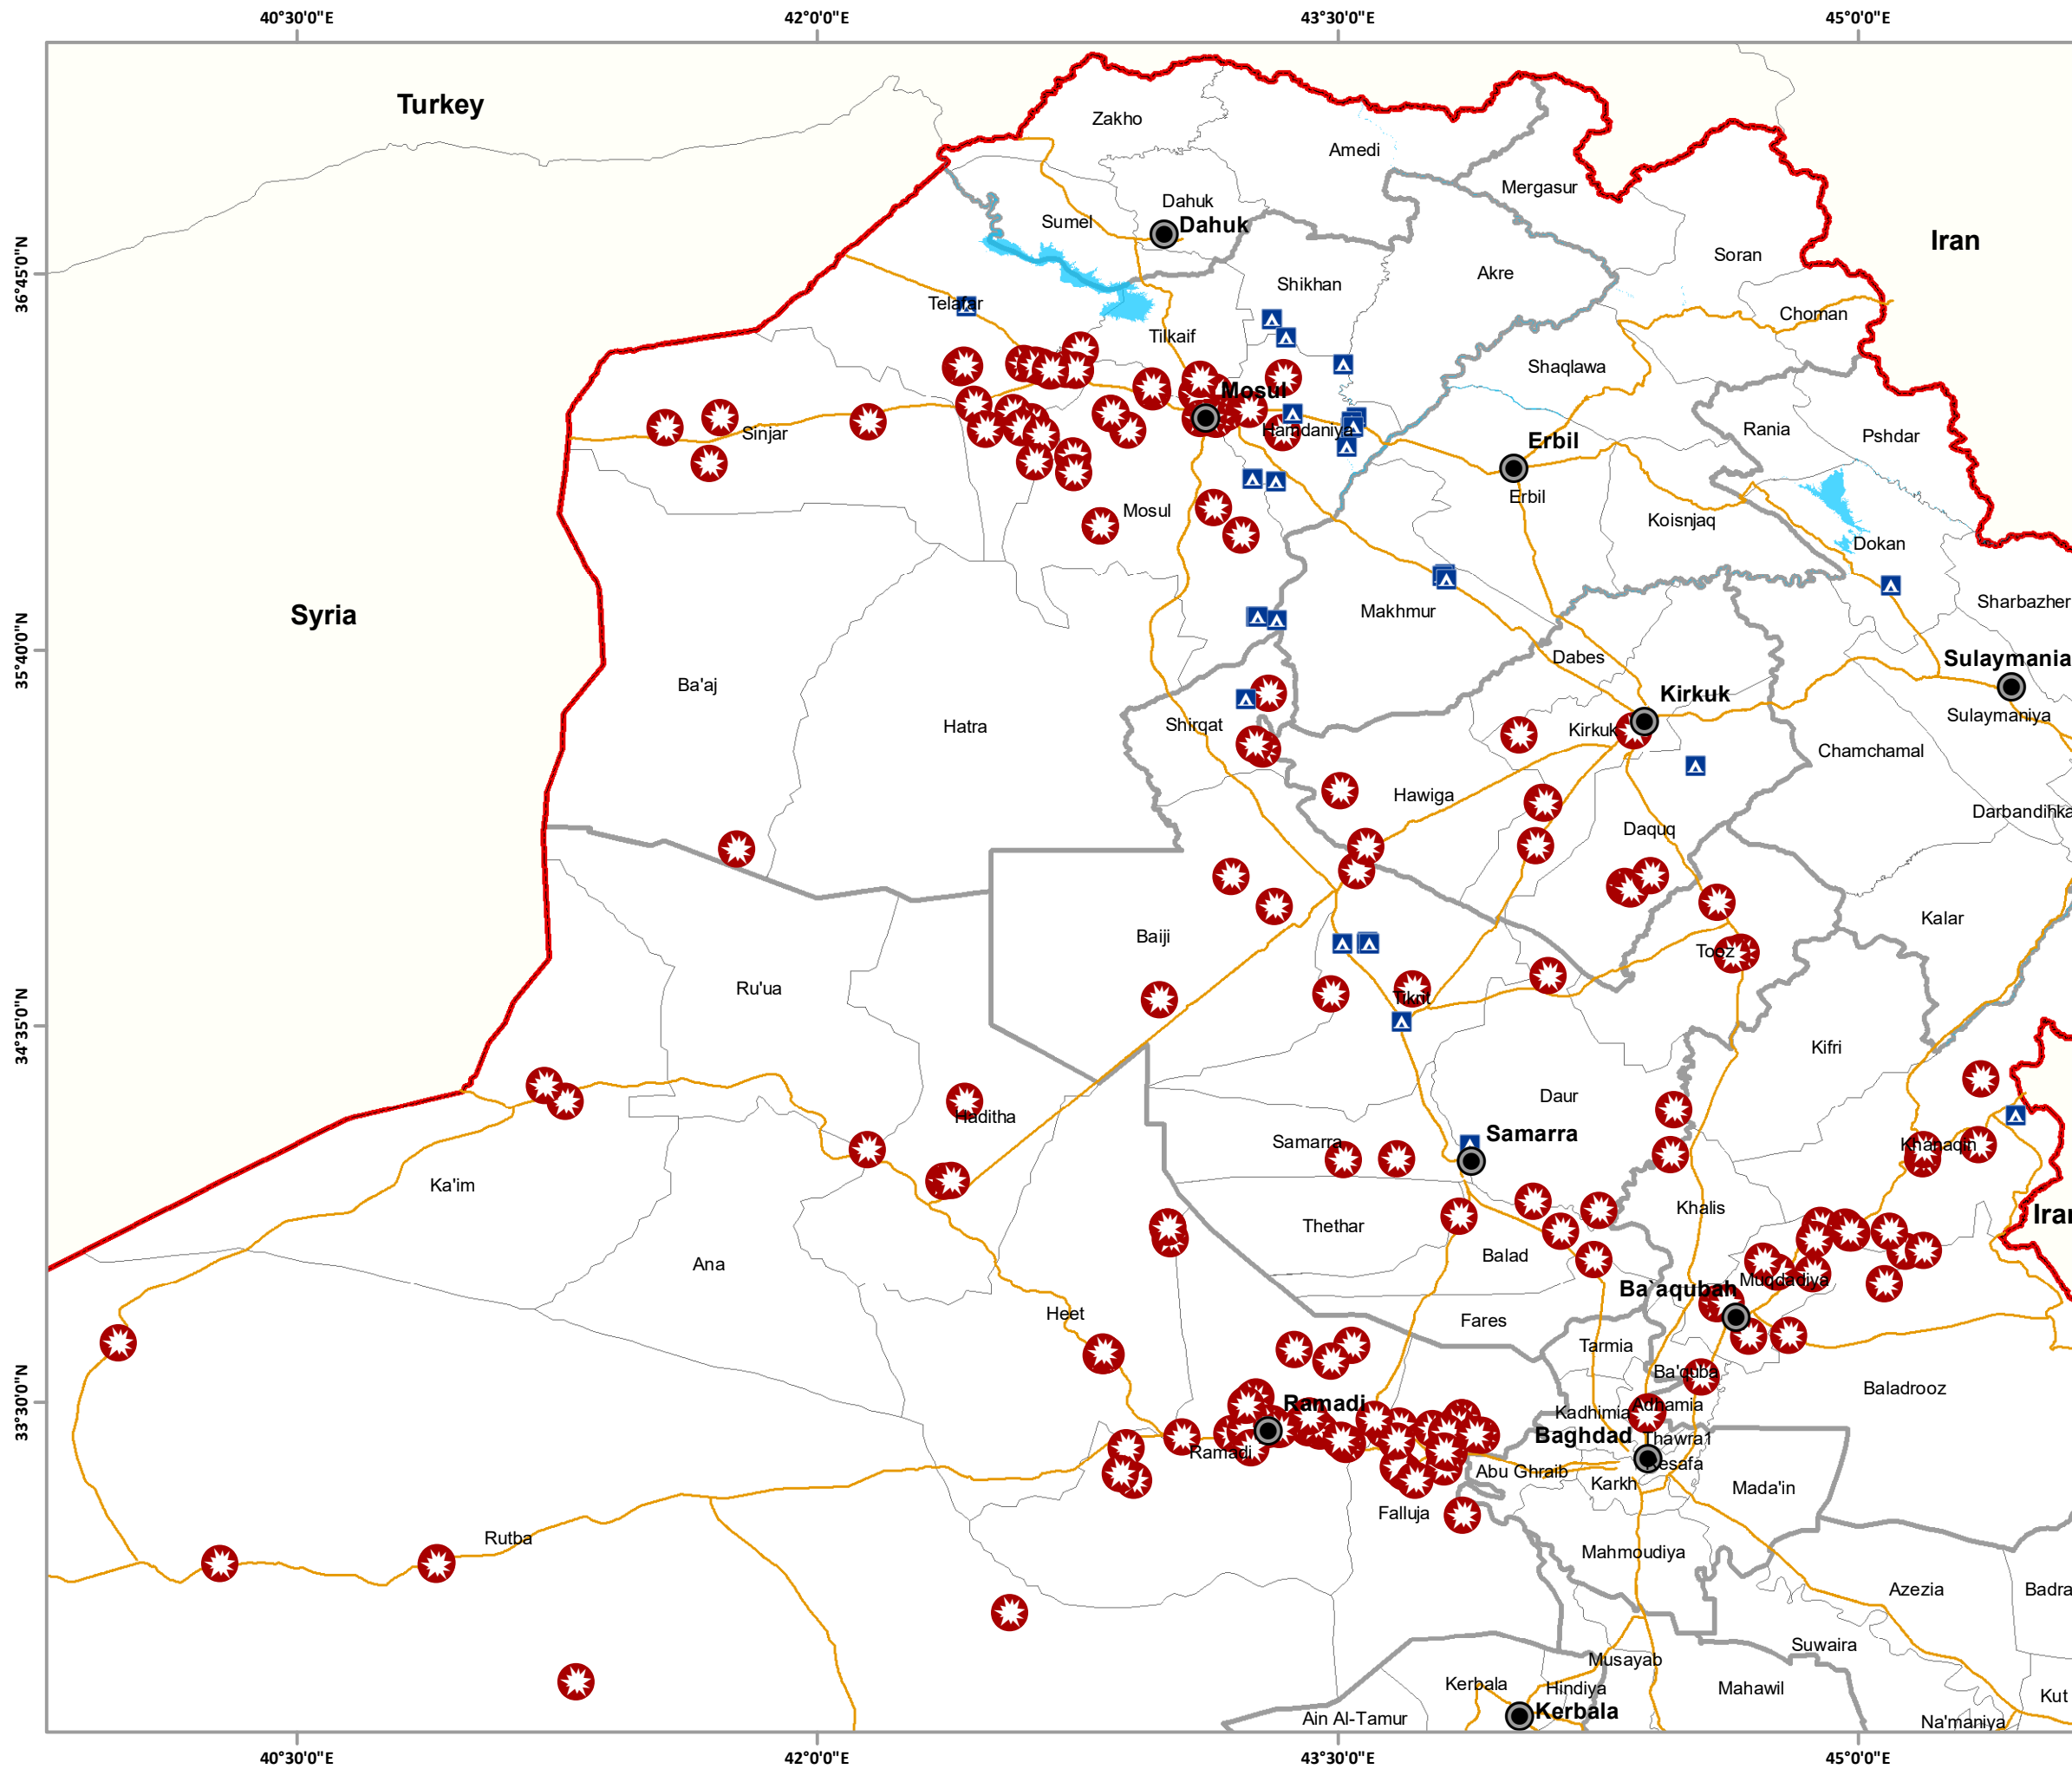 40°30'0"E 42°0'0"E 43°30'0"E 45°0'0"E
Turkey
Zakho
Amedi
Mergasur
Dahuk
Sumel
Dahuk
Iran
Soran
36°45'0"N
Akre
Shikhan
Telafar
Choman
Tilkaif
Shaqlawa
Mosul
Rania
Pshdar
Sinjar
Hamdaniya
Erbil
Erbil
Mosul
Koisnjaq
Dokan
Sharbazher
Syria
Makhmur
35°40'0"N
Dabes
Sulaymania
Ba'aj
Kirkuk
Sulaymaniya
Hatra
Shirqat
Kirkuk
Chamchamal
Hawiga
Darbandihka
Daquq
Kalar
Baiji
Tooz
Ru'ua
Tikrit
34°35'0"N
Kifri
Daur
Haditha
Samarra
Samarra
Khanaqin
Ka'im
Khalis
Iran
Thethar
Balad
Ana
Muqdadiya
Ba`aqubah
Heet
Fares
Tarmia
Ba'quba
Baladrooz
33°30'0"N
Ramadi
Adhamia
Kadhimia
Baghdad
Thawra1
Ramadi
Resafa
Abu Ghraib
Karkh
Mada'in
Falluja
Rutba
Mahmoudiya
Azezia
Badra
Suwaira
Musayab
Kerbala
Hindiya
Mahawil
Kut
Kerbala
Ain Al-Tamur
Na'maniya
40°30'0"E 42°0'0"E 43°30'0"E 45°0'0"E